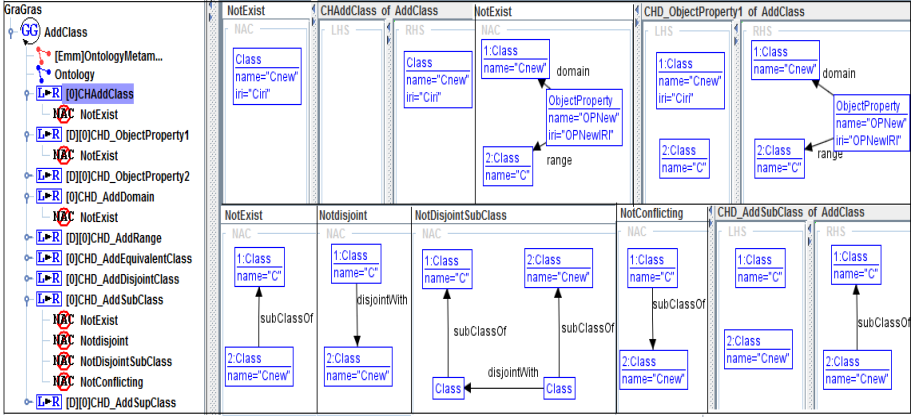 GraGras
GG AddClass
[Emm]OntologyMetam...
Ontology
L R [0]CHAddClass
NAC NotExist
L R [D][0]CHD_ObjectProperty1
NAC NotExist
L R [D][0]CHD_ObjectProperty2
L R [0]CHD_AddDomain
NAC NotExist
L R [D][0]CHD_AddRange
L R [0]CHD_AddEquivalentClass
L R [0]CHD_AddDisjointClass
L R [0]CHD_AddSubClass
NAC NotExist
NAC Notdisjoint
NAC NotDisjointSubClass
NAC NotConflicting
L R [D][0]CHD_AddSupClass
NotExist
NAC
Class
name="Cnew"
iri="Ciri"
CHAddClass of AddClass
LHS
RHS
Class
name="Cnew"
iri="Ciri"
NotExist
NAC
1:Class
name="Cnew"
domain
ObjectProperty
name="OPNew"
iri="OPNewIRI"
2:Class
name="C"
range
CHD_ObjectProperty1 of AddClass
LHS
1:Class
name="Cnew"
iri="Ciri"
2:Class
name="C"
RHS
1:Class
name="Cnew"
domain
ObjectProperty
name="OPNew"
iri="OPNewIRI"
2:Class
name="C"
range
NotExist
NAC
1:Class
name="C"
subClassOf
2:Class
name="Cnew"
Notdisjoint
NAC
1:Class
name="C"
disjointWith
2:Class
name="Cnew"
NotDisjointSubClass
NAC
1:Class
name="C"
2:Class
name="Cnew"
subClassOf
subClassOf
disjointWith
Class
Class
NotConflicting
NAC
1:Class
name="C"
subClassOf
2:Class
name="Cnew"
CHD_AddSubClass of AddClass
LHS
1:Class
name="C"
2:Class
name="Cnew"
RHS
1:Class
name="C"
subClassOf
2:Class
name="Cnew"